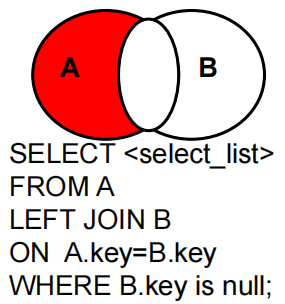 A B
SELECT <select_list>
FROM A
LEFT JOIN B
ON A.key=B.key
WHERE B.key is null;